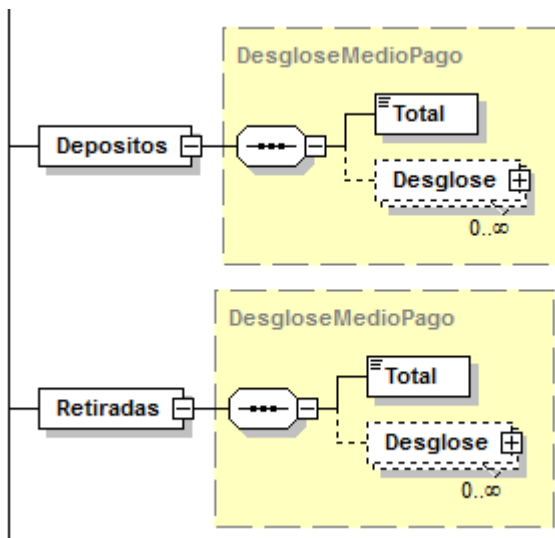 DesgloseMedioPago
Total
Depositos
Desglose
0..∞
DesgloseMedioPago
Total
Retiradas
Desglose
0..∞